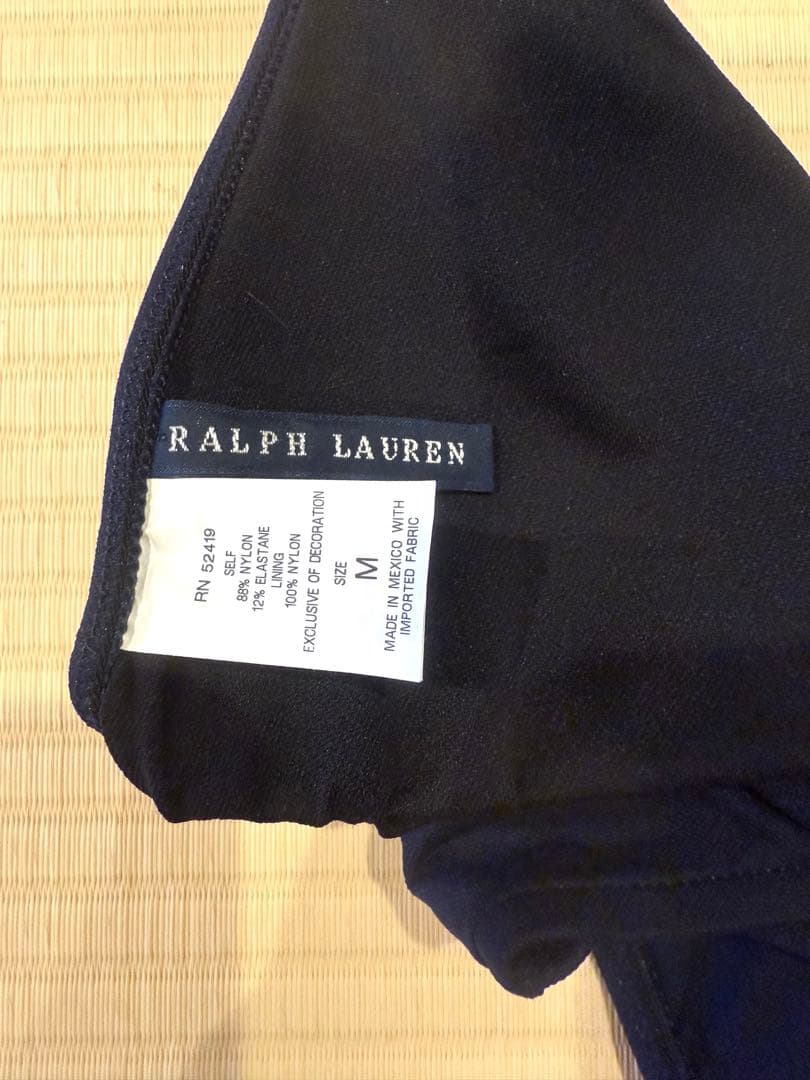 RALPH LAUREN
RN 52419
SELF
88% NYLON
12% ELASTANE
LINING
100% NYLON
EXCLUSIVE OF DECORATION
SIZE
M
MADE IN MEXICO WITH
IMPORTED FABRIC